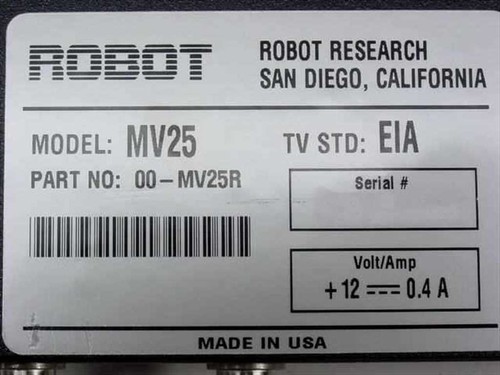 ROBOT
ROBOT RESEARCH
SAN DIEGO, CALIFORNIA
MODEL: MV25
TV STD: EIA
PART NO: 00-MV25R
Serial #
Volt/Amp
+12 ⎓ 0.4 A
MADE IN USA